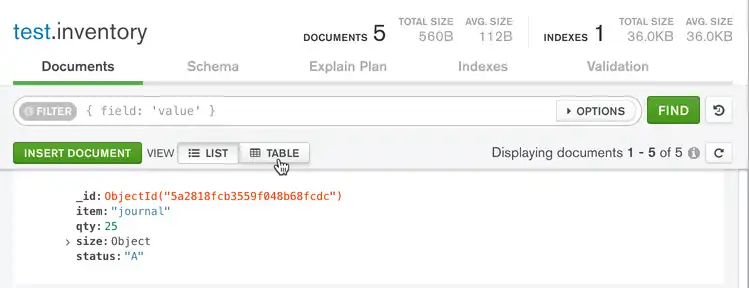 test.inventory
DOCUMENTS 5 TOTAL SIZE 560B AVG. SIZE 112B INDEXES 1 TOTAL SIZE 36.0KB AVG. SIZE 36.0KB
Documents Schema Explain Plan Indexes Validation
FILTER { field: 'value' } OPTIONS FIND
INSERT DOCUMENT VIEW LIST TABLE Displaying documents 1 - 5 of 5
_id:ObjectId("5a2818fcb3559f048b68fcdc")
item:"journal"
qty:25
size:Object
status:"A"